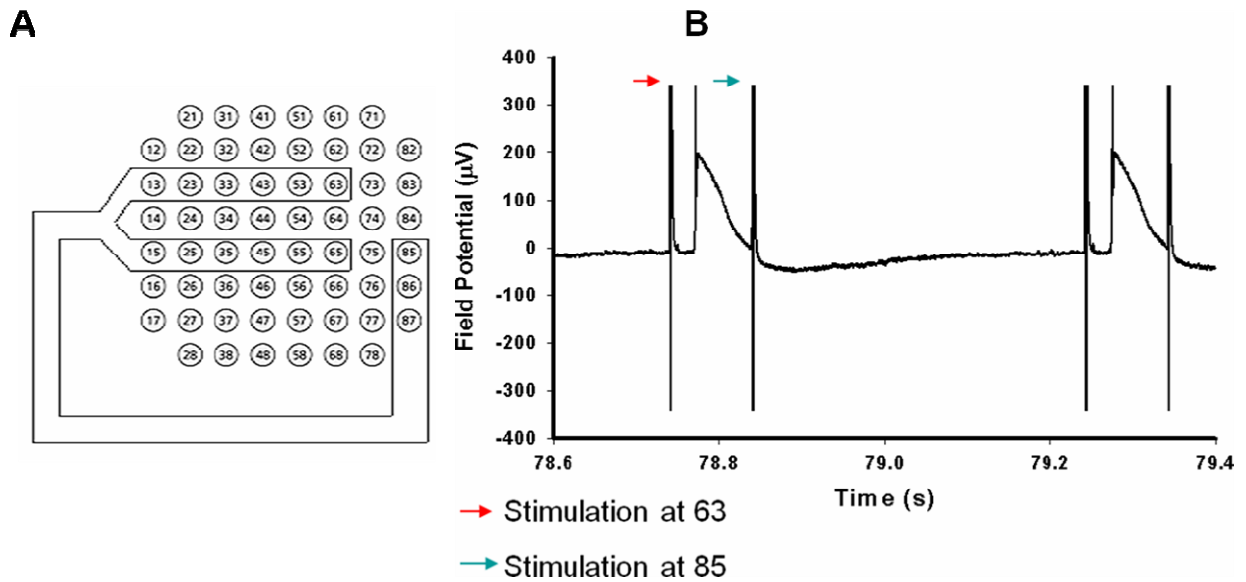 A
B
21 31 41 51 61 71
12 22 32 42 52 62 72 82
13 23 33 43 53 63 73 83
14 24 34 44 54 64 74 84
15 25 35 45 55 65 75 85
16 26 36 46 56 66 76 86
17 27 37 47 57 67 77 87
28 38 48 58 68 78
Field Potential (µV)
400
300
200
100
0
-100
-200
-300
-400
78.6 78.8 79.0 79.2 79.4
Time (s)
Stimulation at 63
Stimulation at 85